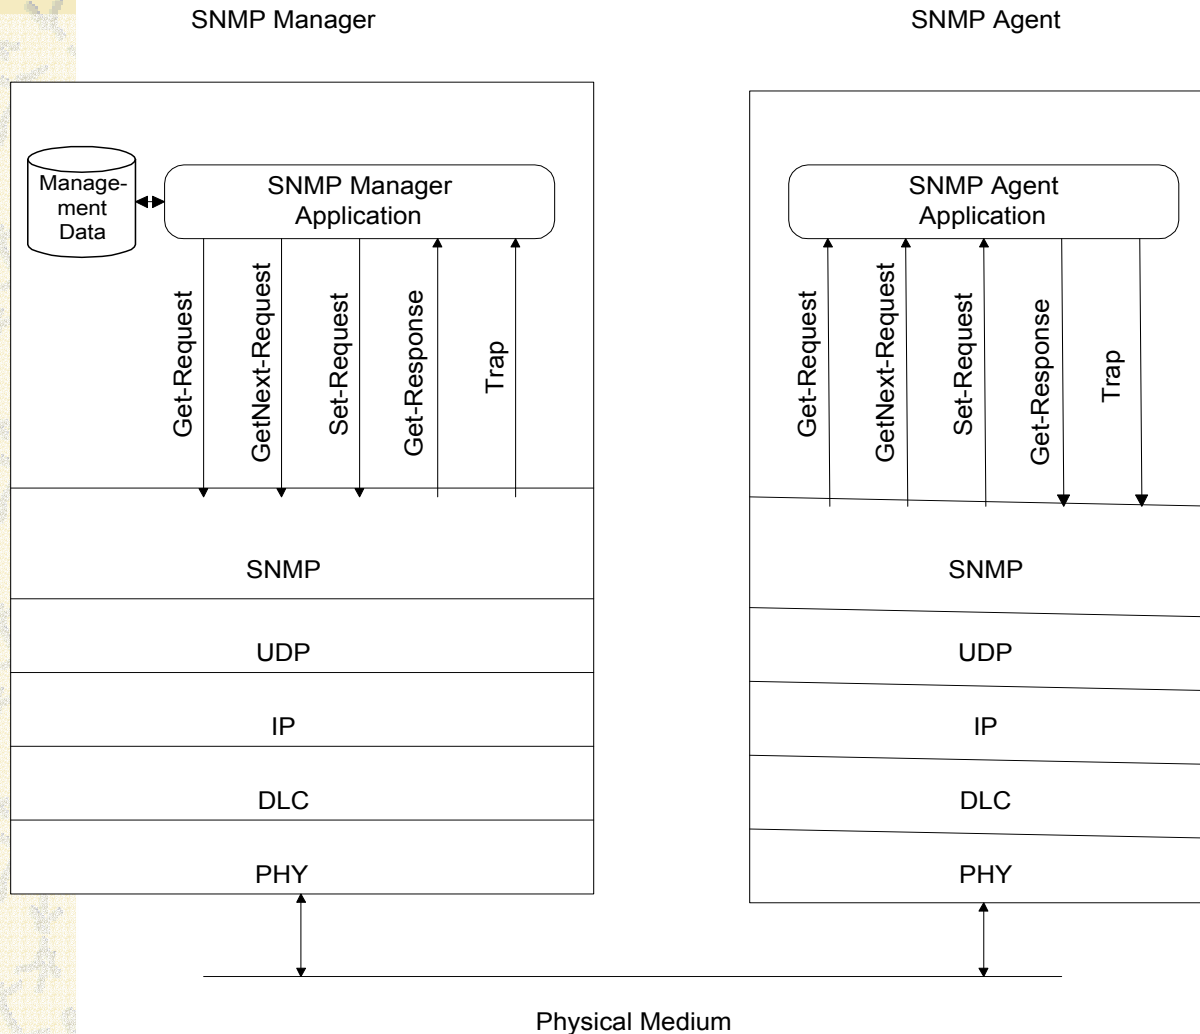 SNMP Manager
SNMP Agent
Manage-
ment
Data
SNMP Manager
Application
Get-Request
GetNext-Request
Set-Request
Get-Response
Trap
SNMP
UDP
IP
DLC
PHY
SNMP Agent
Application
Get-Request
GetNext-Request
Set-Request
Get-Response
Trap
SNMP
UDP
IP
DLC
PHY
Physical Medium